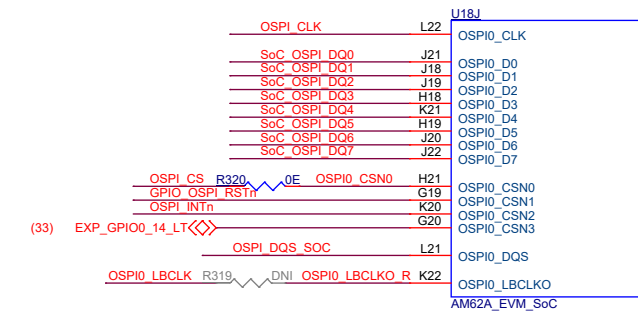 U18J
OSPI_CLK L22 OSPI0_CLK
SoC_OSPI_DQ0 J21 OSPI0_D0
SoC_OSPI_DQ1 J18 OSPI0_D1
SoC_OSPI_DQ2 J19 OSPI0_D2
SoC_OSPI_DQ3 H18 OSPI0_D3
SoC_OSPI_DQ4 K21 OSPI0_D4
SoC_OSPI_DQ5 H19 OSPI0_D5
SoC_OSPI_DQ6 J20 OSPI0_D6
SoC_OSPI_DQ7 J22 OSPI0_D7
OSPI_CS R320 0E OSPI0_CSN0 H21 OSPI0_CSN0
GPIO_OSPI_RSTn G19 OSPI0_CSN1
OSPI_INTn K20 OSPI0_CSN2
(33) EXP_GPIO0_14_LT G20 OSPI0_CSN3
OSPI_DQS_SOC L21 OSPI0_DQS
OSPI0_LBCLK R319 DNI OSPI0_LBCLKO_R K22 OSPI0_LBCLKO
AM62A_EVM_SoC